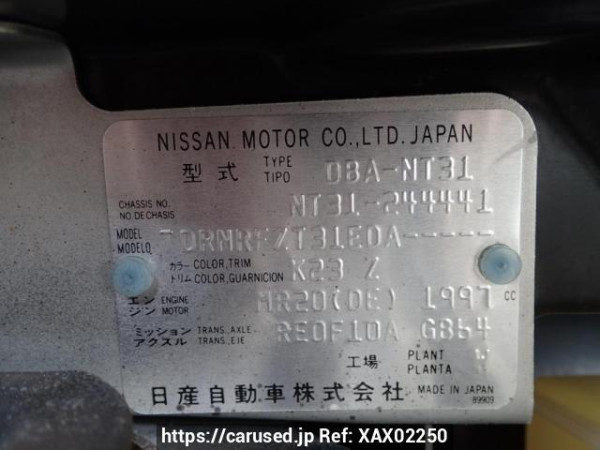 NISSAN MOTOR CO.,LTD. JAPAN
型式 TYPE TIPO DBA-NT31
CHASSIS NO. NO. DE CHASIS NT31-244441
MODEL MODELO
カラー COLOR, TRIM トリム COLOR, GUARNICION K23 Z
エンジン ENGINE MOTOR MR20(DE) 1997 CC
ミッション TRANS. AXLE アクスル TRANS. EJE RE0F10A G864
工場 PLANT PLANTA
日産自動車株式会社 MADE IN JAPAN
89909
https://carused.jp Ref: XAX02250